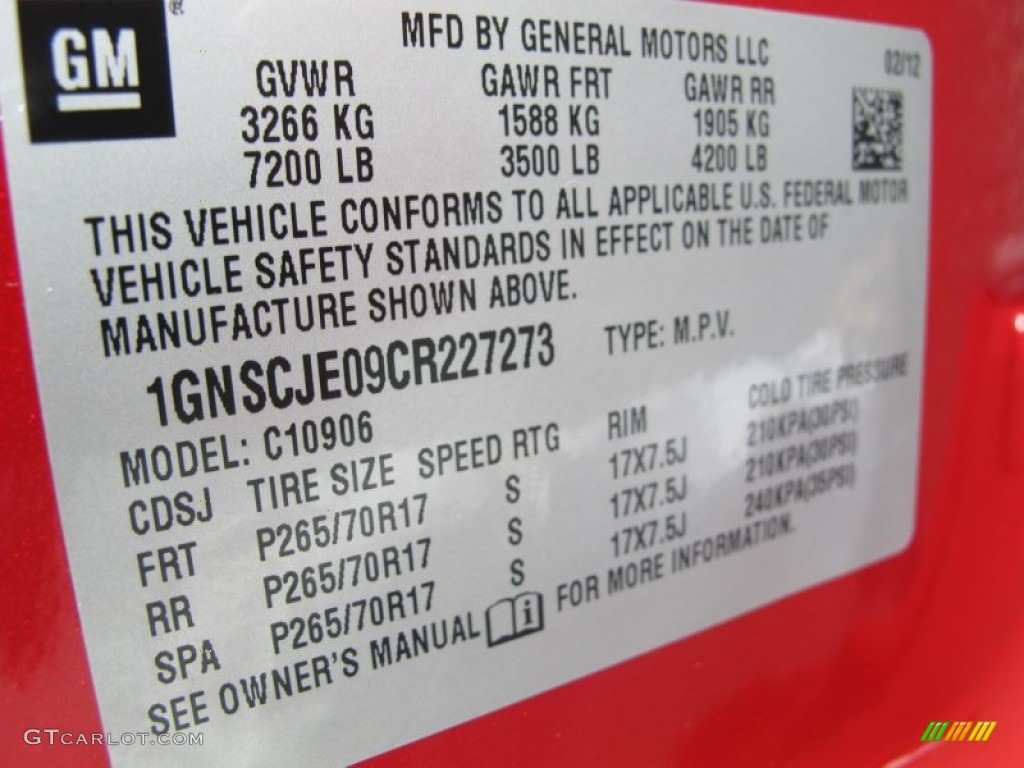 GM ®
MFD BY GENERAL MOTORS LLC
02/12
GVWR GAWR FRT GAWR RR
3266 KG 1588 KG 1905 KG
7200 LB 3500 LB 4200 LB
THIS VEHICLE CONFORMS TO ALL APPLICABLE U.S. FEDERAL MOTOR
VEHICLE SAFETY STANDARDS IN EFFECT ON THE DATE OF
MANUFACTURE SHOWN ABOVE.
1GNSCJE09CR227273 TYPE: M.P.V.
MODEL: C10906
CDSJ TIRE SIZE SPEED RTG RIM COLD TIRE PRESSURE
FRT P265/70R17 S 17X7.5J 210KPA(30PSI)
RR P265/70R17 S 17X7.5J 210KPA(30PSI)
SPA P265/70R17 S 17X7.5J 240KPA(35PSI)
SEE OWNER'S MANUAL i FOR MORE INFORMATION.
GTCARLOT.COM